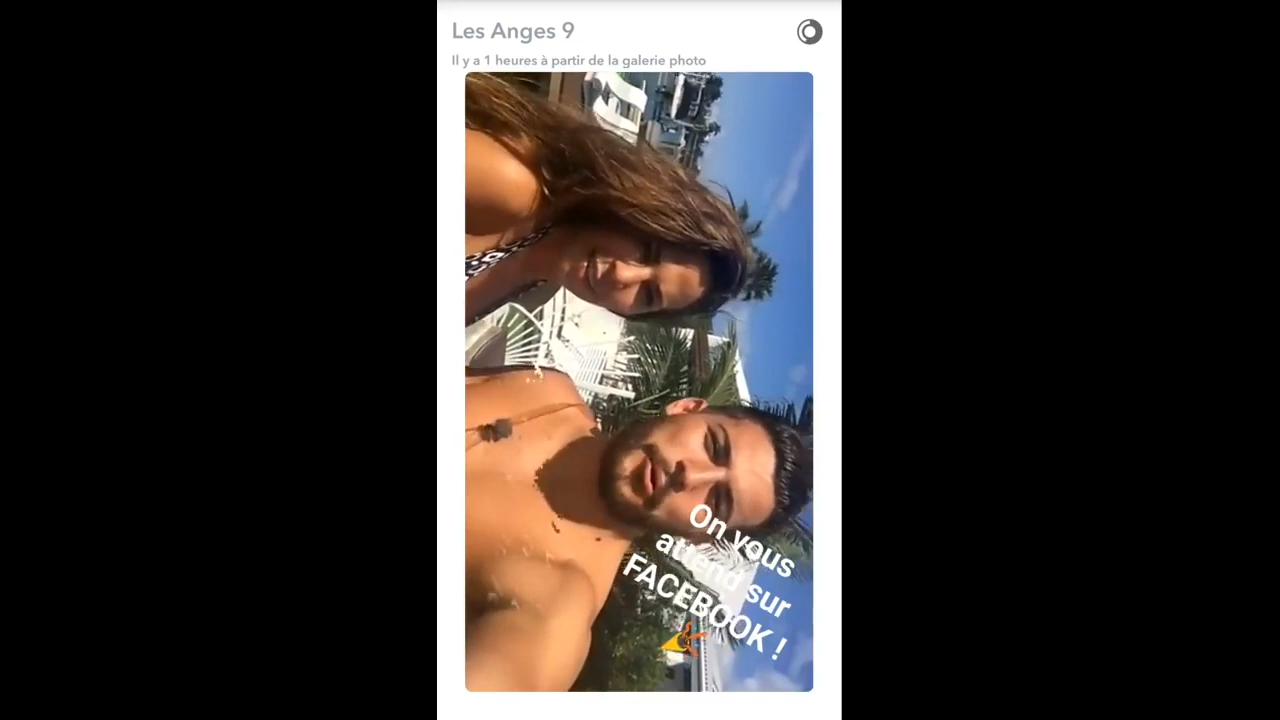 Les Anges 9
Il y a 1 heures à partir de la galerie photo
On vous
attend sur
FACEBOOK !